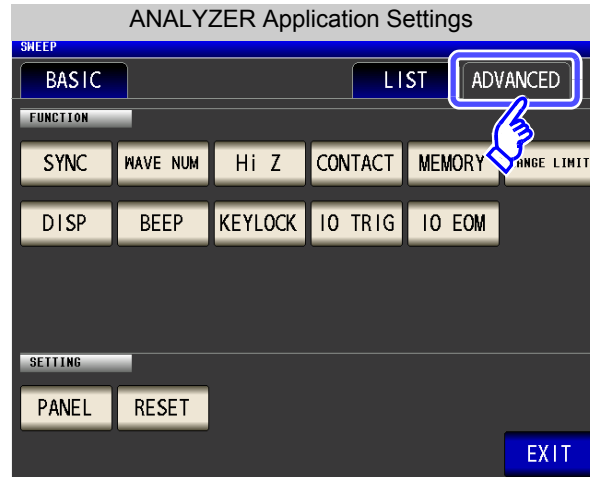 ANALYZER Application Settings
SWEEP
BASIC LIST ADVANCED
FUNCTION
SYNC WAVE NUM Hi Z CONTACT MEMORY ANGE LIMIT
DISP BEEP KEYLOCK IO TRIG IO EOM
SETTING
PANEL RESET
EXIT